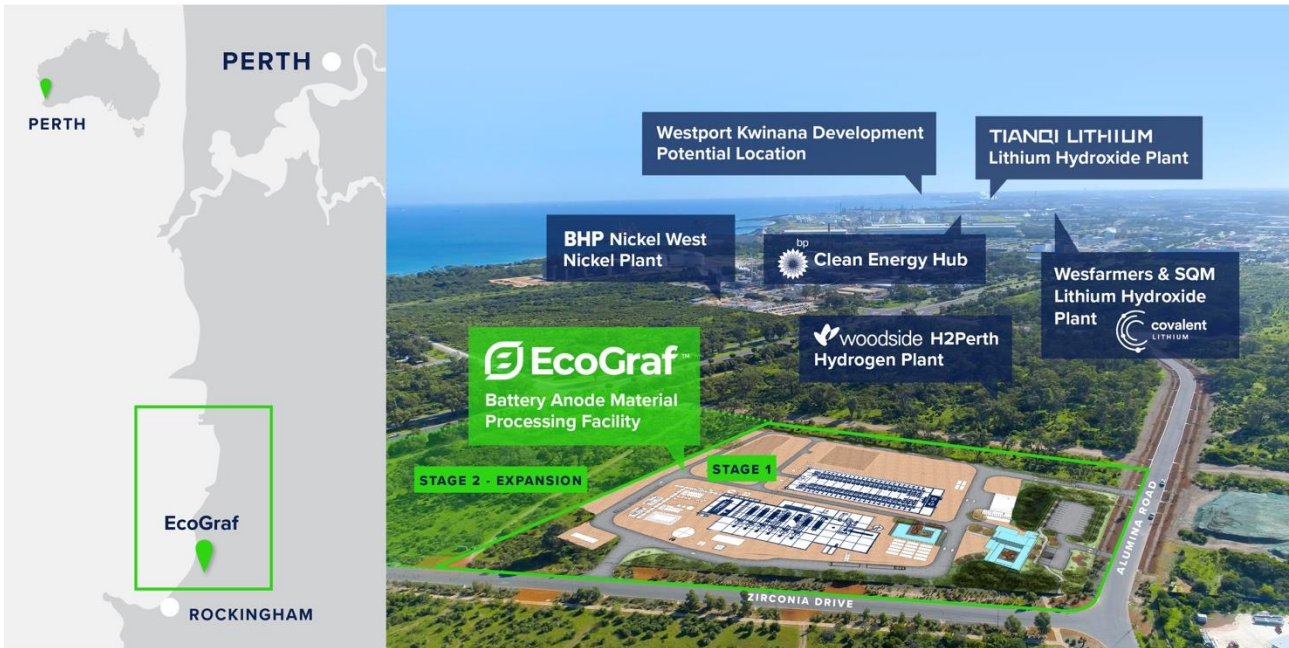 PERTH
PERTH
EcoGraf
ROCKINGHAM
Westport Kwinana Development
Potential Location
TIANQI LITHIUM
Lithium Hydroxide Plant
BHP Nickel West
Nickel Plant
bp
Clean Energy Hub
Wesfarmers & SQM
Lithium Hydroxide
Plant
covalent
LITHIUM
woodside H2Perth
Hydrogen Plant
EcoGraf™
Battery Anode Material
Processing Facility
STAGE 1
STAGE 2 - EXPANSION
ALUMINA ROAD
ZIRCONIA DRIVE